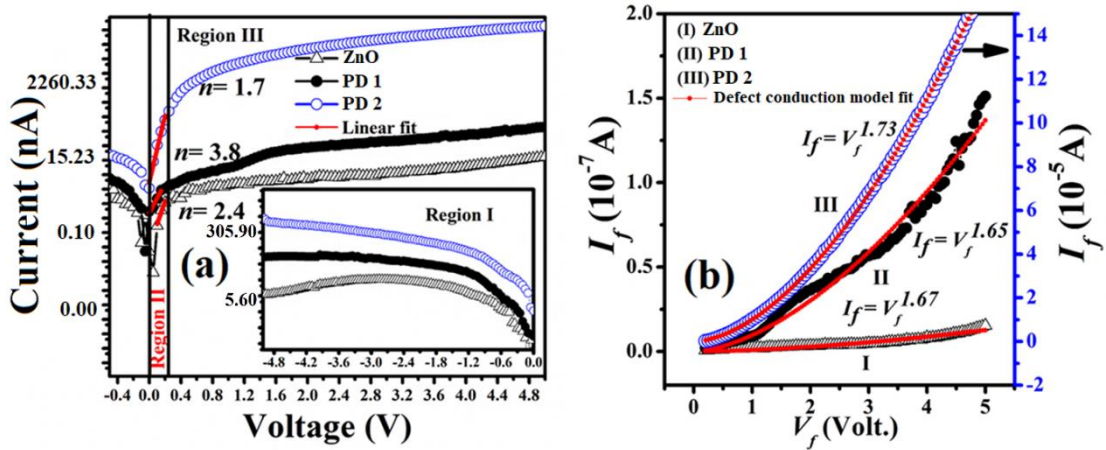 Region III
ZnO
PD 1
PD 2
Linear fit
n= 1.7
n= 3.8
n= 2.4
2260.33
15.23
0.10
0.00
Current (nA)
(a)
Region II
Region I
305.90
5.60
-4.8 -4.2 -3.6 -3.0 -2.4 -1.8 -1.2 -0.6 0.0
-0.4 0.0 0.4 0.8 1.2 1.6 2.0 2.4 2.8 3.2 3.6 4.0 4.4 4.8
Voltage (V)
(I) ZnO
(II) PD 1
(III) PD 2
Defect conduction model fit
I_f = V_f^1.73
I_f = V_f^1.65
I_f = V_f^1.67
III
II
I
(b)
2.0
1.5
1.0
0.5
0.0
I_f (10^-7 A)
14
12
10
8
6
4
2
0
-2
I_f (10^-5 A)
0 1 2 3 4 5
V_f (Volt.)